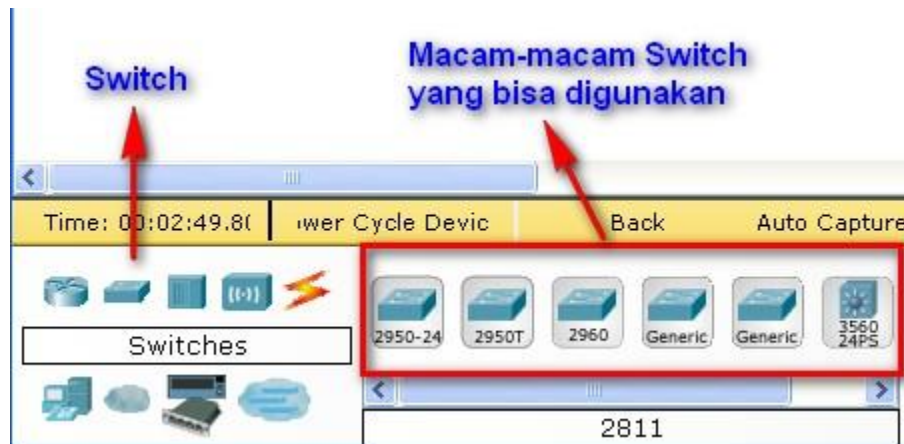 Switch
Macam-macam Switch
yang bisa digunakan
Time: 00:02:49.8(
wer Cycle Devic
Back
Auto Capture
Switches
2950-24
2950T
2960
Generic
Generic
3560
24PS
2811